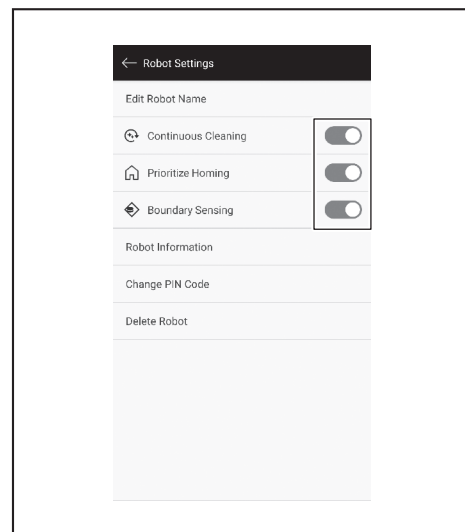 Robot Settings
Edit Robot Name
Continuous Cleaning
Prioritize Homing
Boundary Sensing
Robot Information
Change PIN Code
Delete Robot